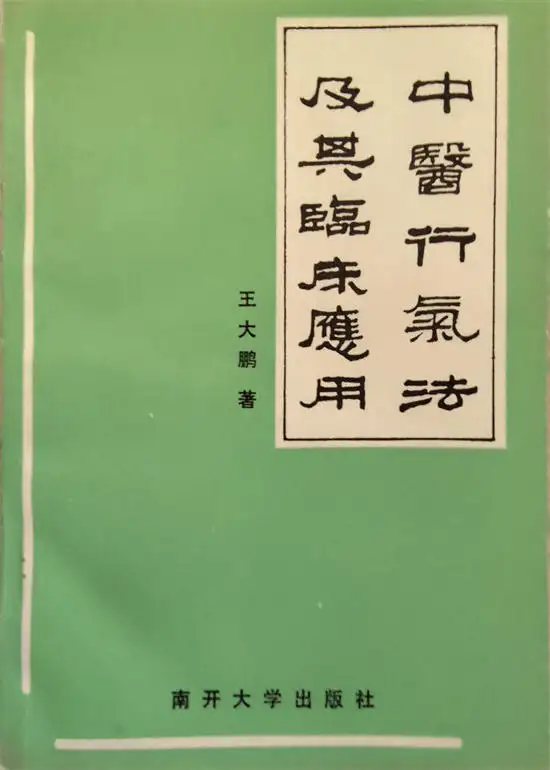 中醫行氣法
及其臨床應用
王大鹏 著
南开大学出版社